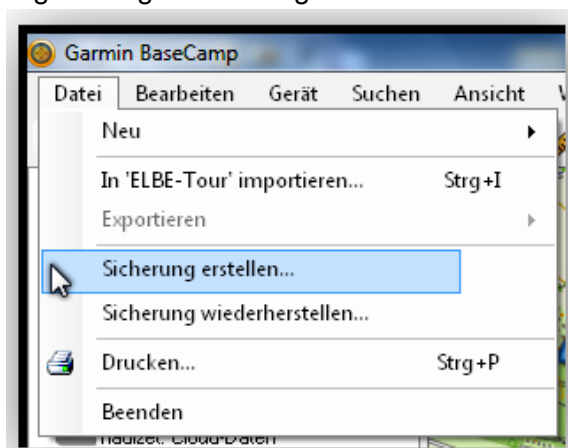 Garmin BaseCamp
Datei Bearbeiten Gerät Suchen Ansicht
Neu
In 'ELBE-Tour' importieren... Strg+I
Exportieren
Sicherung erstellen...
Sicherung wiederherstellen...
Drucken... Strg+P
Beenden